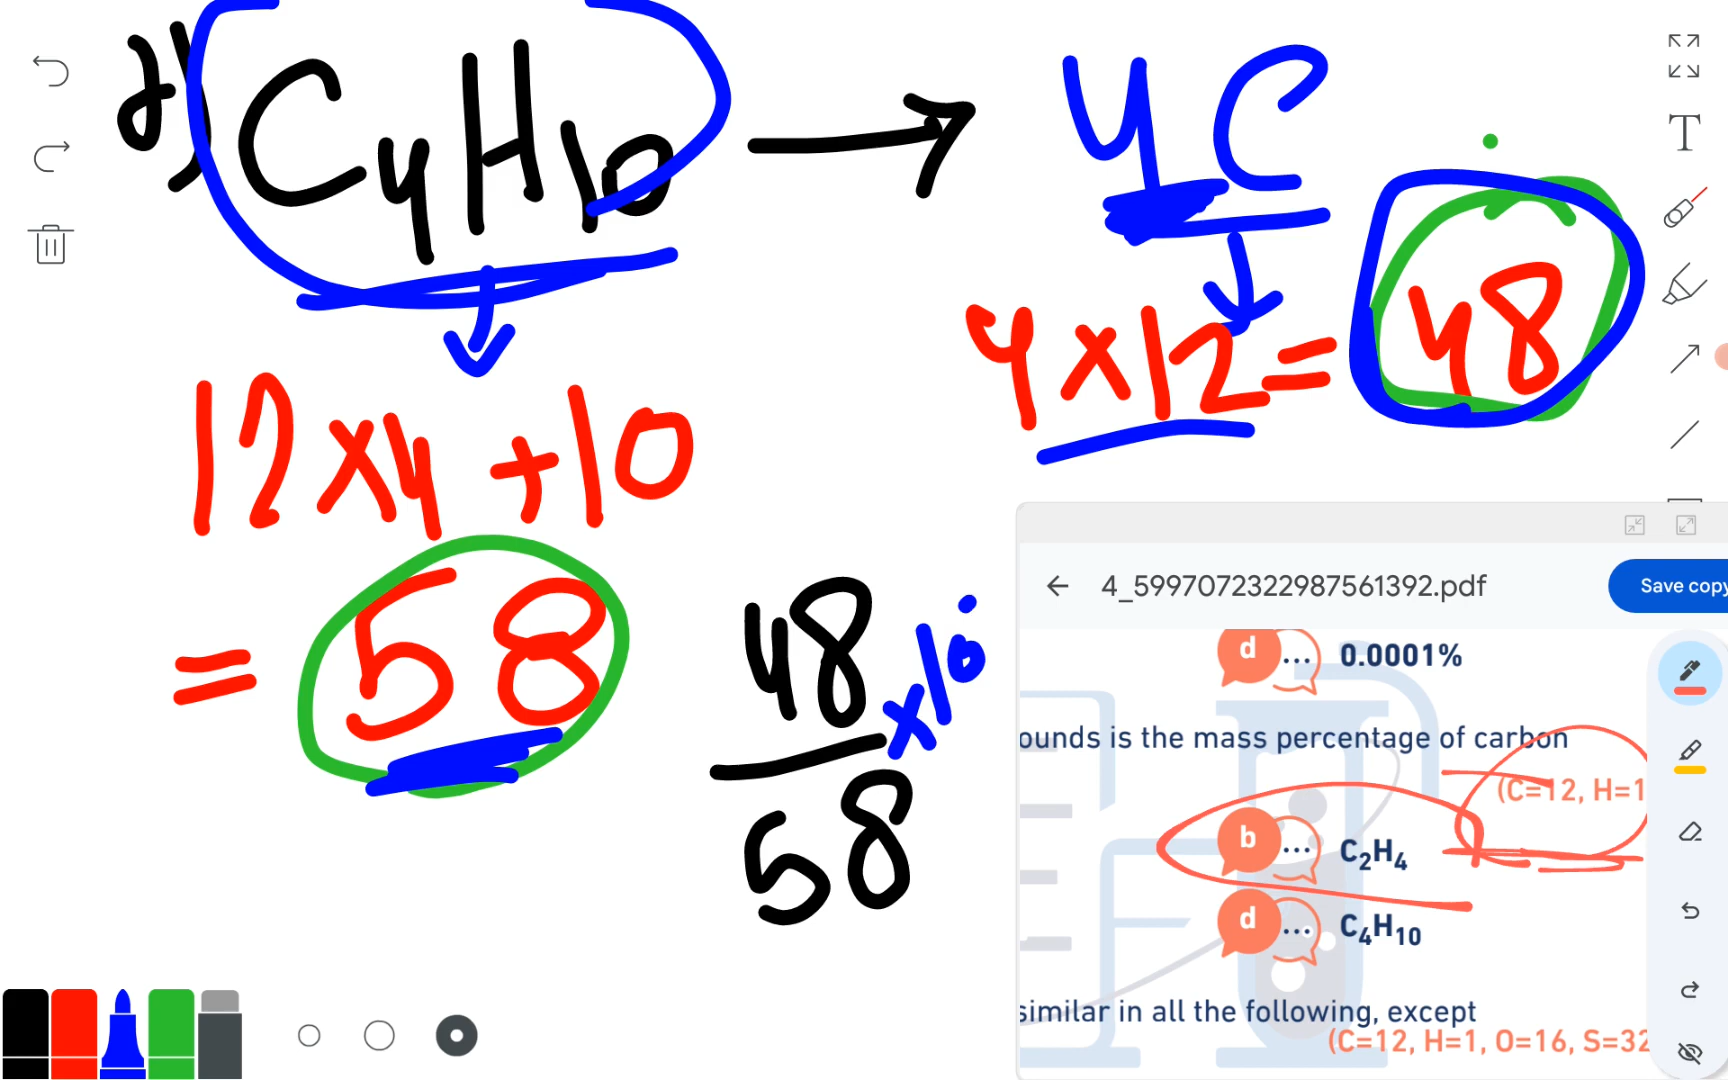 d) C₄H₁₀ → 4C
4×12= 48
12×4+10
= 58
48
×10
58
4_5997072322987561392.pdf
Save copy
d ... 0.0001%
ounds is the mass percentage of carbon
(C=12, H=1
b ... C₂H₄
d ... C₄H₁₀
similar in all the following, except
(C=12, H=1, O=16, S=32
T